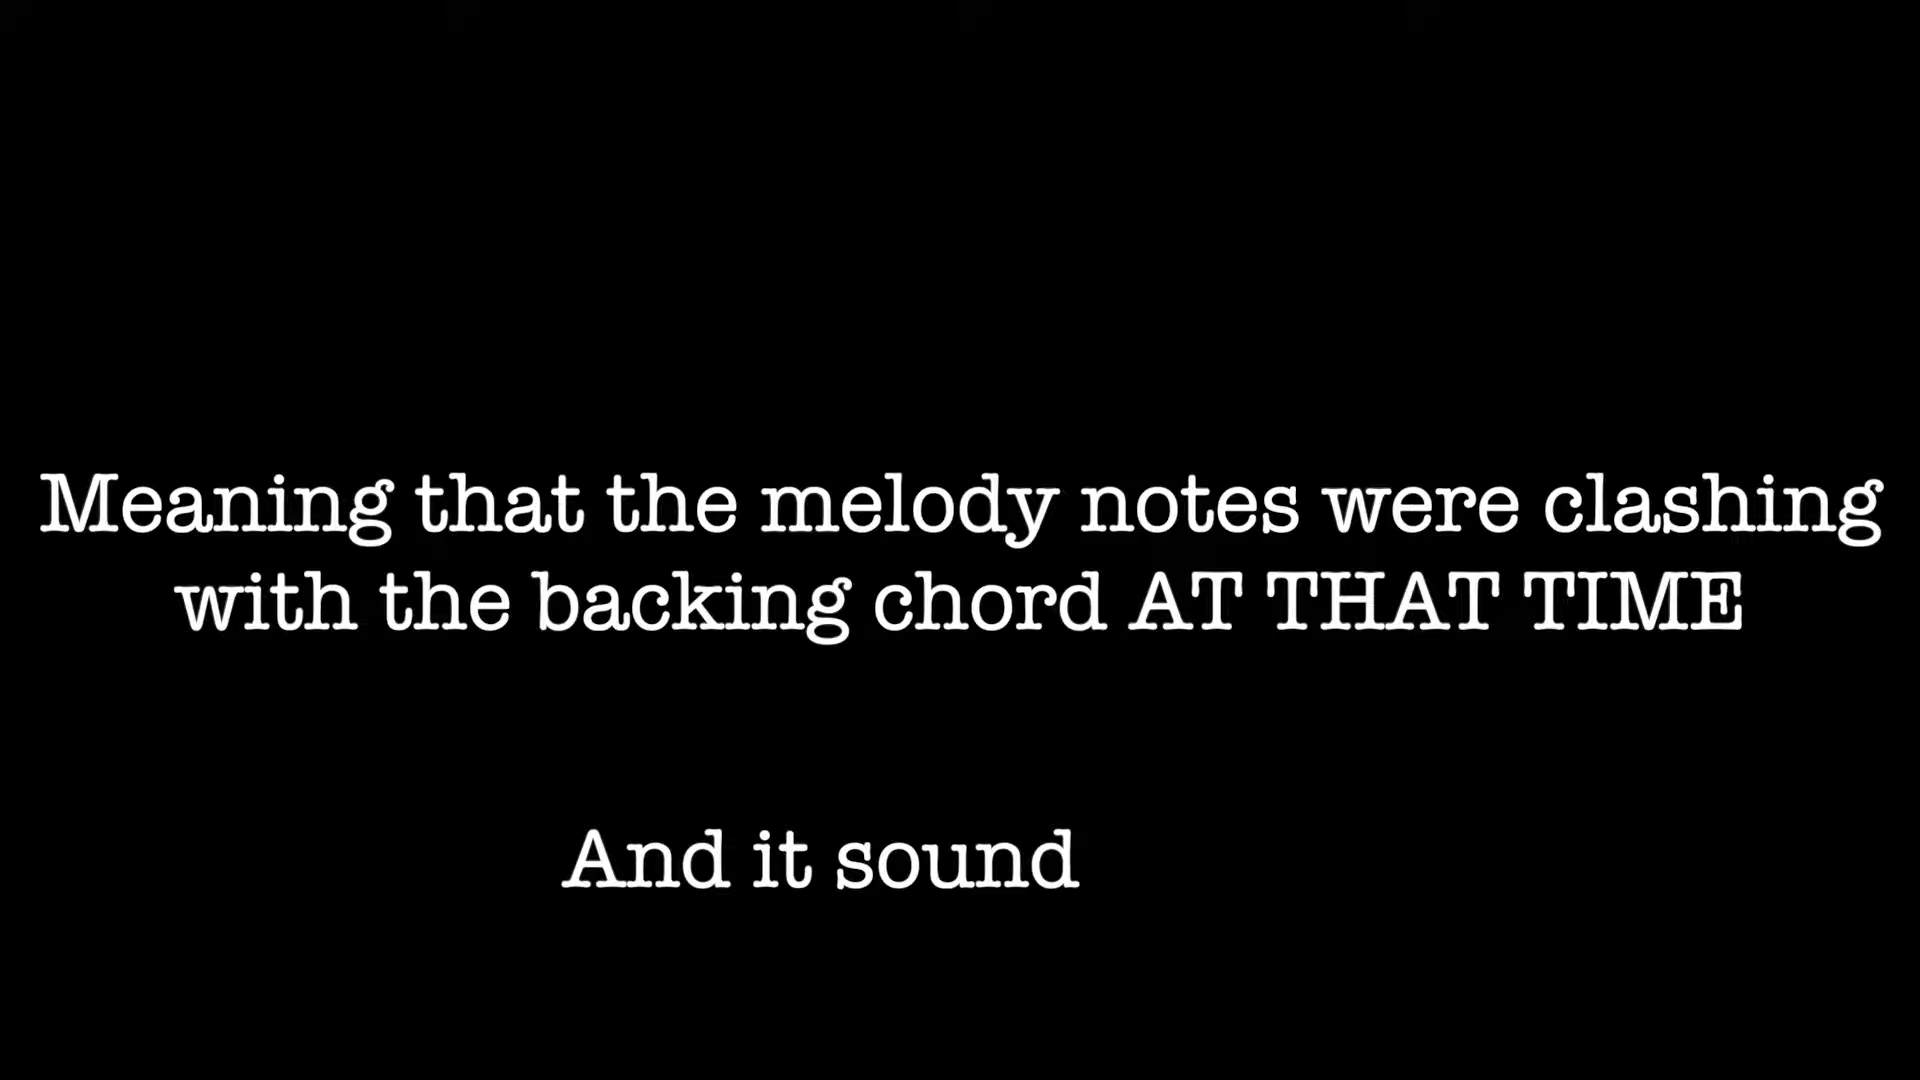 Meaning that the melody notes were clashing
with the backing chord AT THAT TIME
And it sound